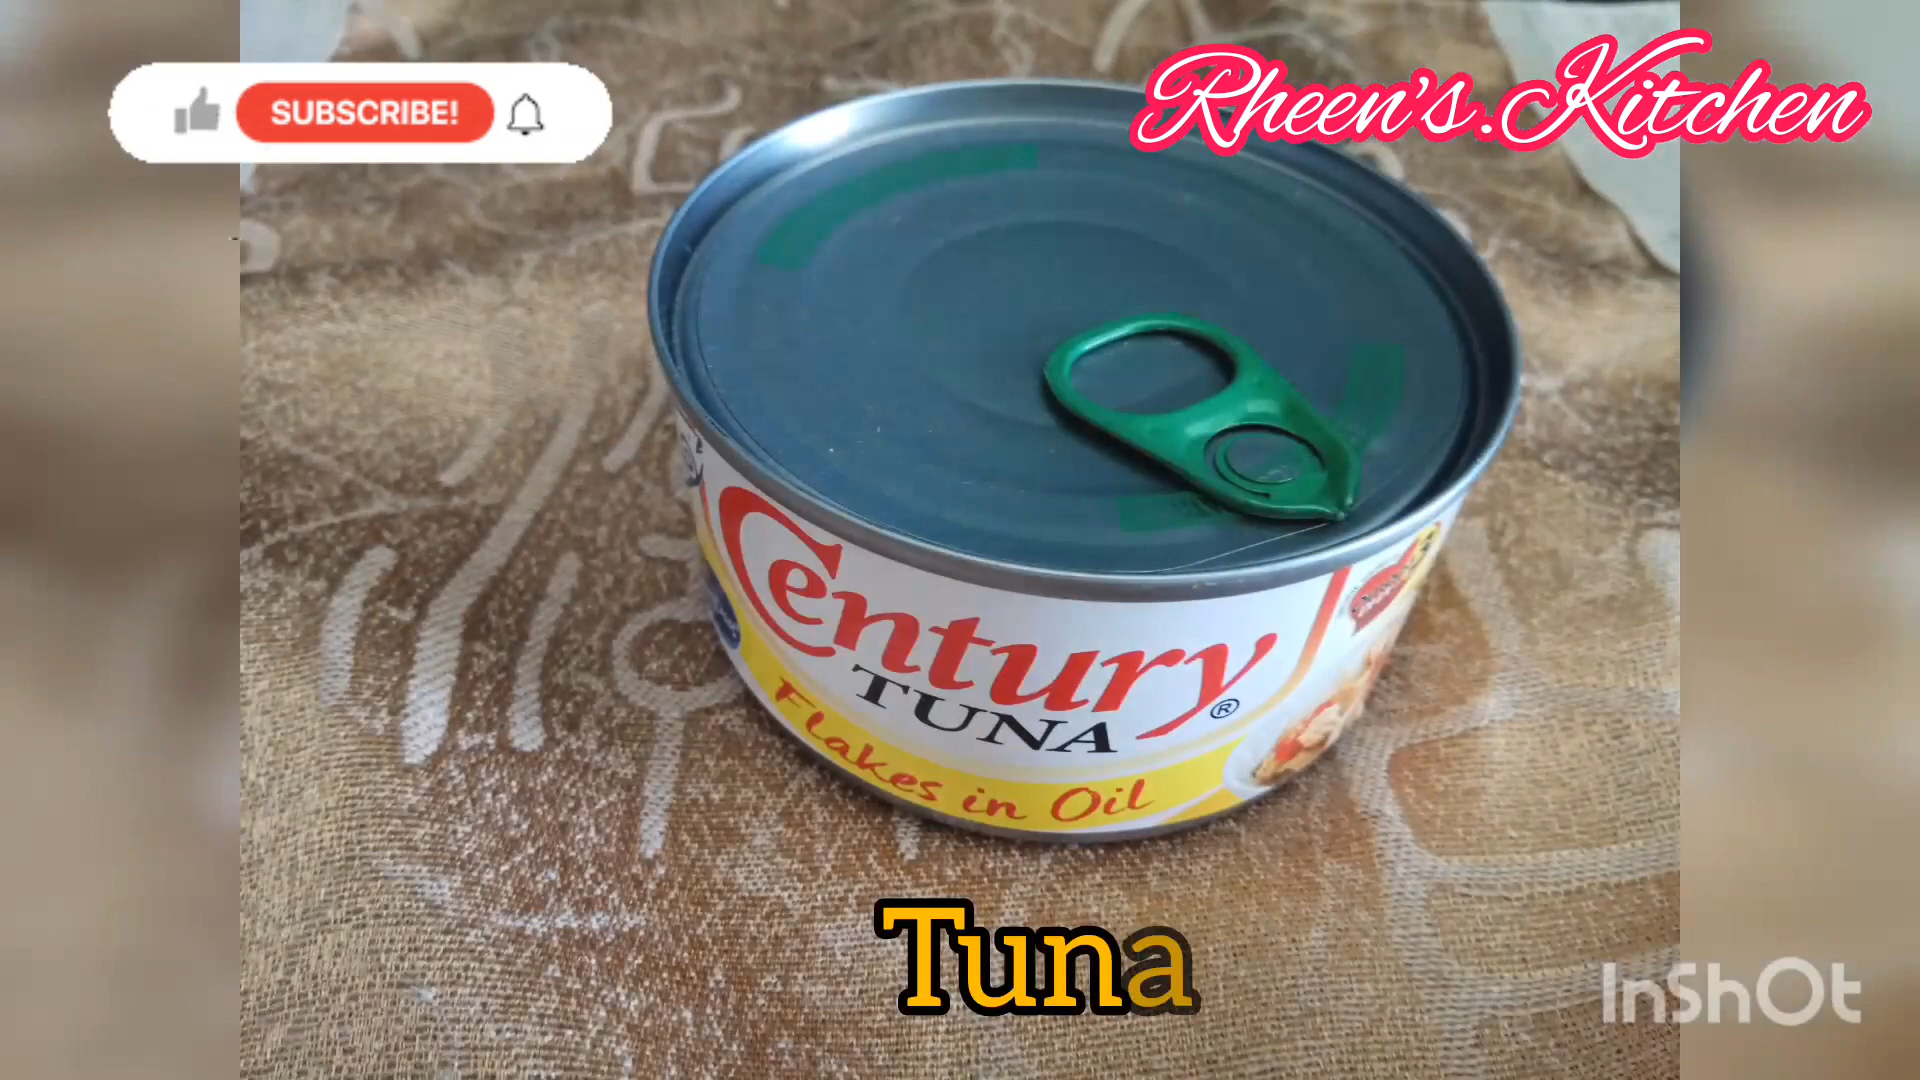 SUBSCRIBE!
Rheen's.Kitchen
Century
TUNA®
Flakes in Oil
Tuna
InShOt